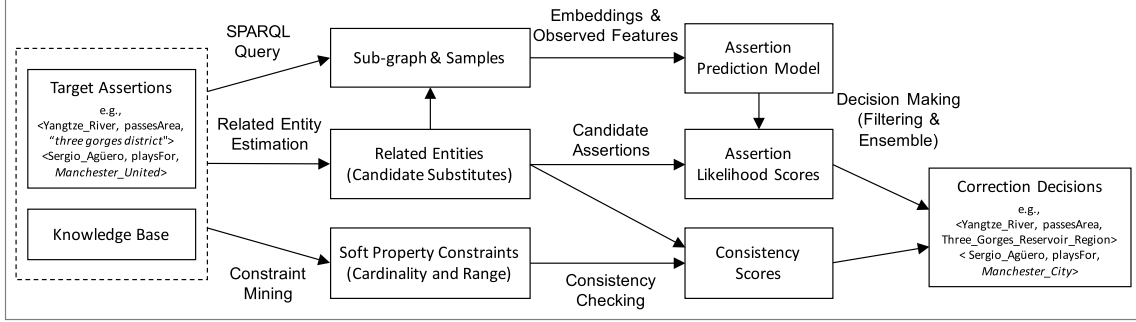 SPARQL
Query
Embeddings &
Observed Features
Target Assertions
e.g.,
<Yangtze_River, passesArea,
"three gorges district">
<Sergio_Agüero, playsFor,
Manchester_United>
Knowledge Base
Related Entity
Estimation
Constraint
Mining
Sub-graph & Samples
Related Entities
(Candidate Substitutes)
Soft Property Constraints
(Cardinality and Range)
Candidate
Assertions
Consistency
Checking
Assertion
Prediction Model
Assertion
Likelihood Scores
Consistency
Scores
Decision Making
(Filtering &
Ensemble)
Correction Decisions
e.g.,
<Yangtze_River, passesArea,
Three_Gorges_Reservoir_Region>
< Sergio_Agüero, playsFor,
Manchester_City>